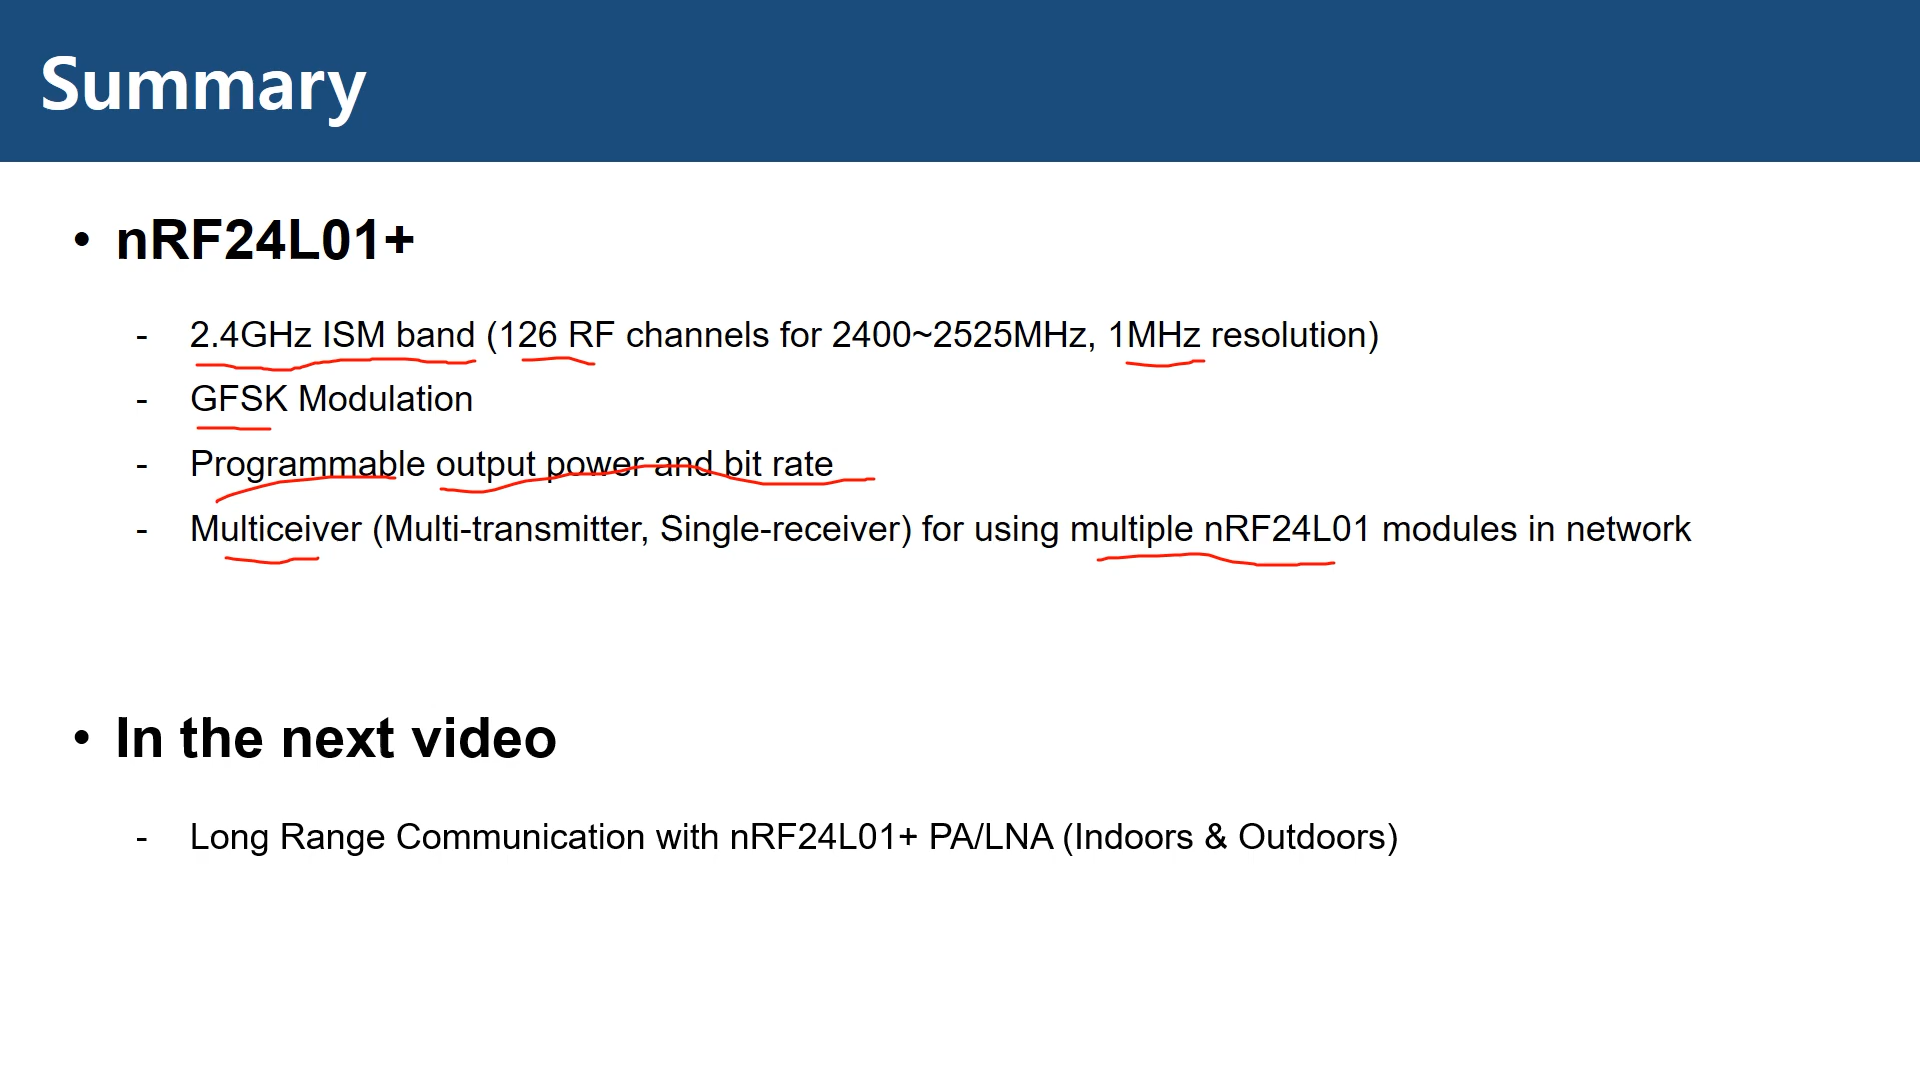 Summary
• nRF24L01+
- 2.4GHz ISM band (126 RF channels for 2400~2525MHz, 1MHz resolution)
- GFSK Modulation
- Programmable output power and bit rate
- Multiceiver (Multi-transmitter, Single-receiver) for using multiple nRF24L01 modules in network
• In the next video
- Long Range Communication with nRF24L01+ PA/LNA (Indoors & Outdoors)